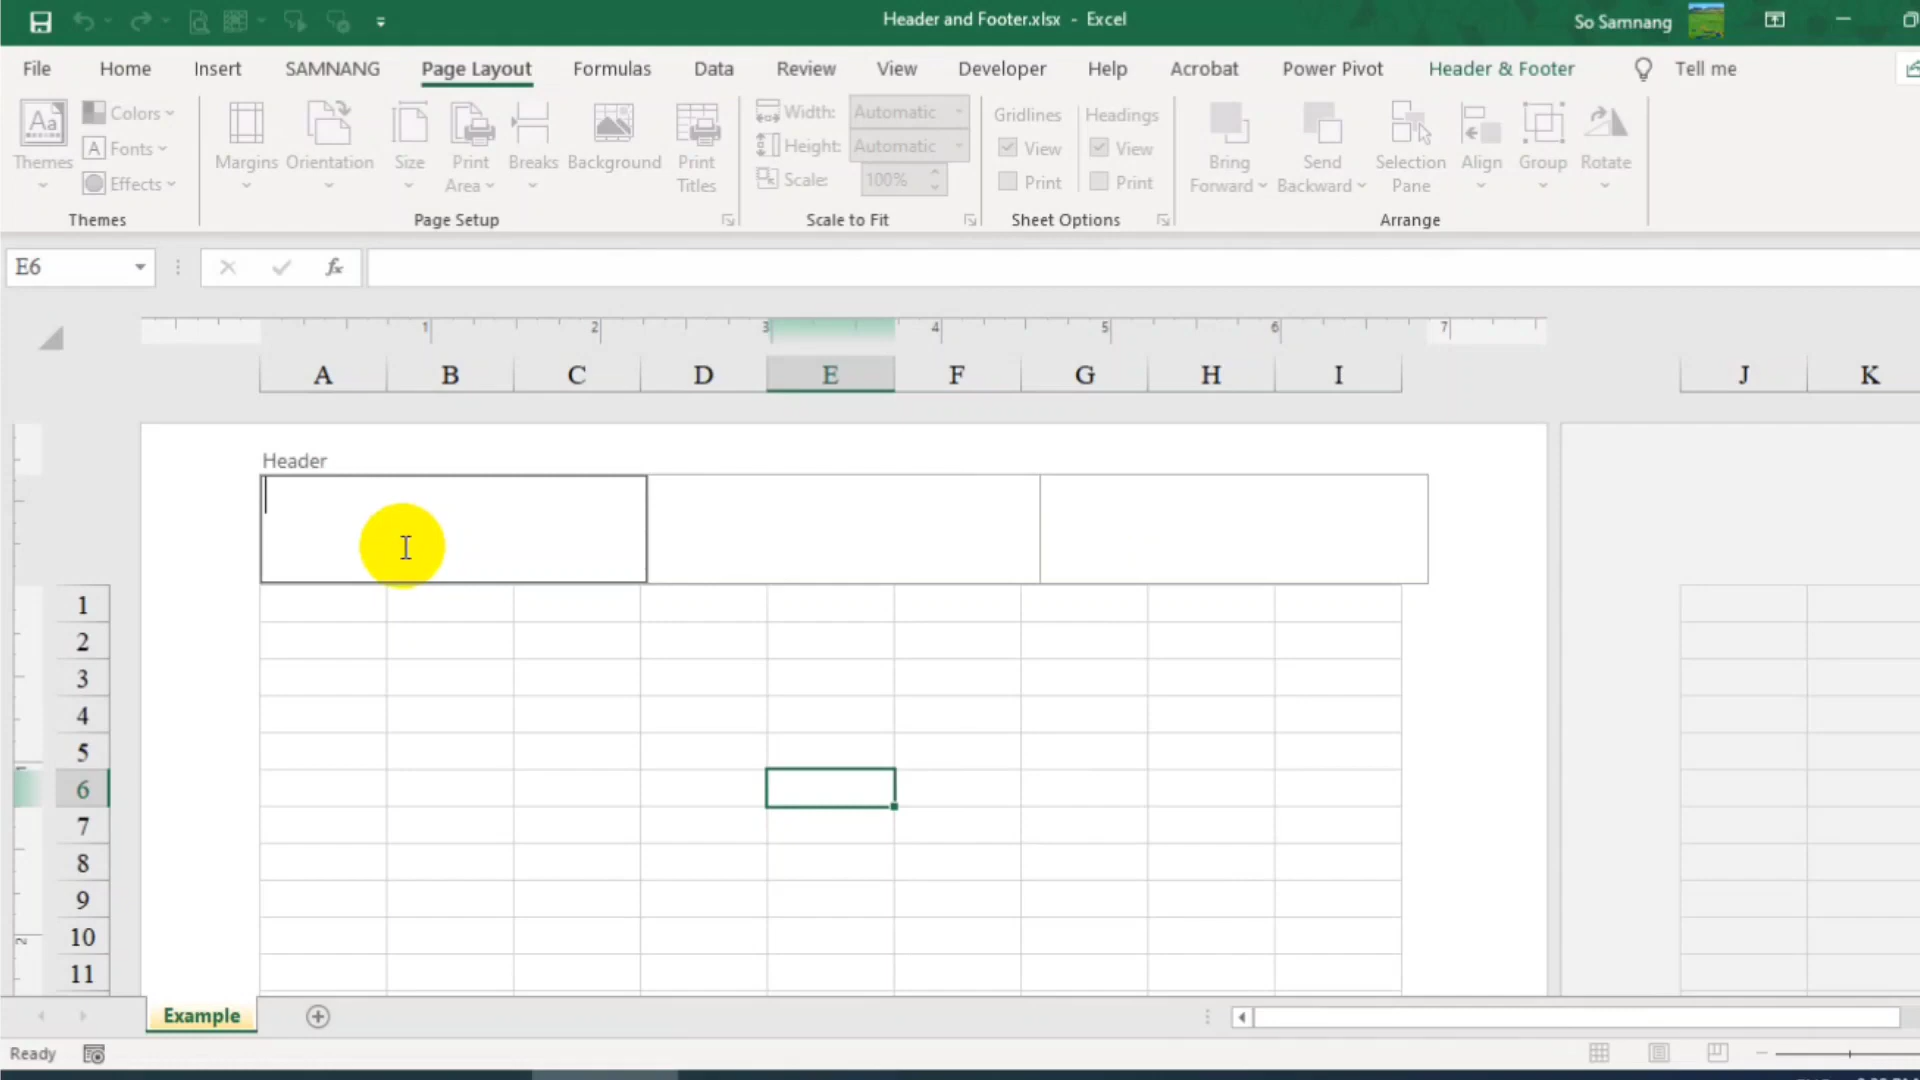 Header and Footer.xlsx - Excel
So Samnang
File Home Insert SAMNANG Page Layout Formulas Data Review View Developer Help Acrobat Power Pivot Header & Footer Tell me
Aa
Themes
Colors
A Fonts
Effects
Themes
Margins
Orientation
Size
Print
Area
Breaks
Background
Print
Titles
Page Setup
Width: Automatic
Height: Automatic
Scale: 100%
Scale to Fit
Gridlines
View
Print
Headings
View
Print
Sheet Options
Bring
Forward
Send
Backward
Selection
Pane
Align
Group
Rotate
Arrange
E6
fx
1 2 3 4 5 6 7
A B C D E F G H I J K
Header
1
2
3
4
5
6
7
8
9
10
11
1
2
Example
Ready